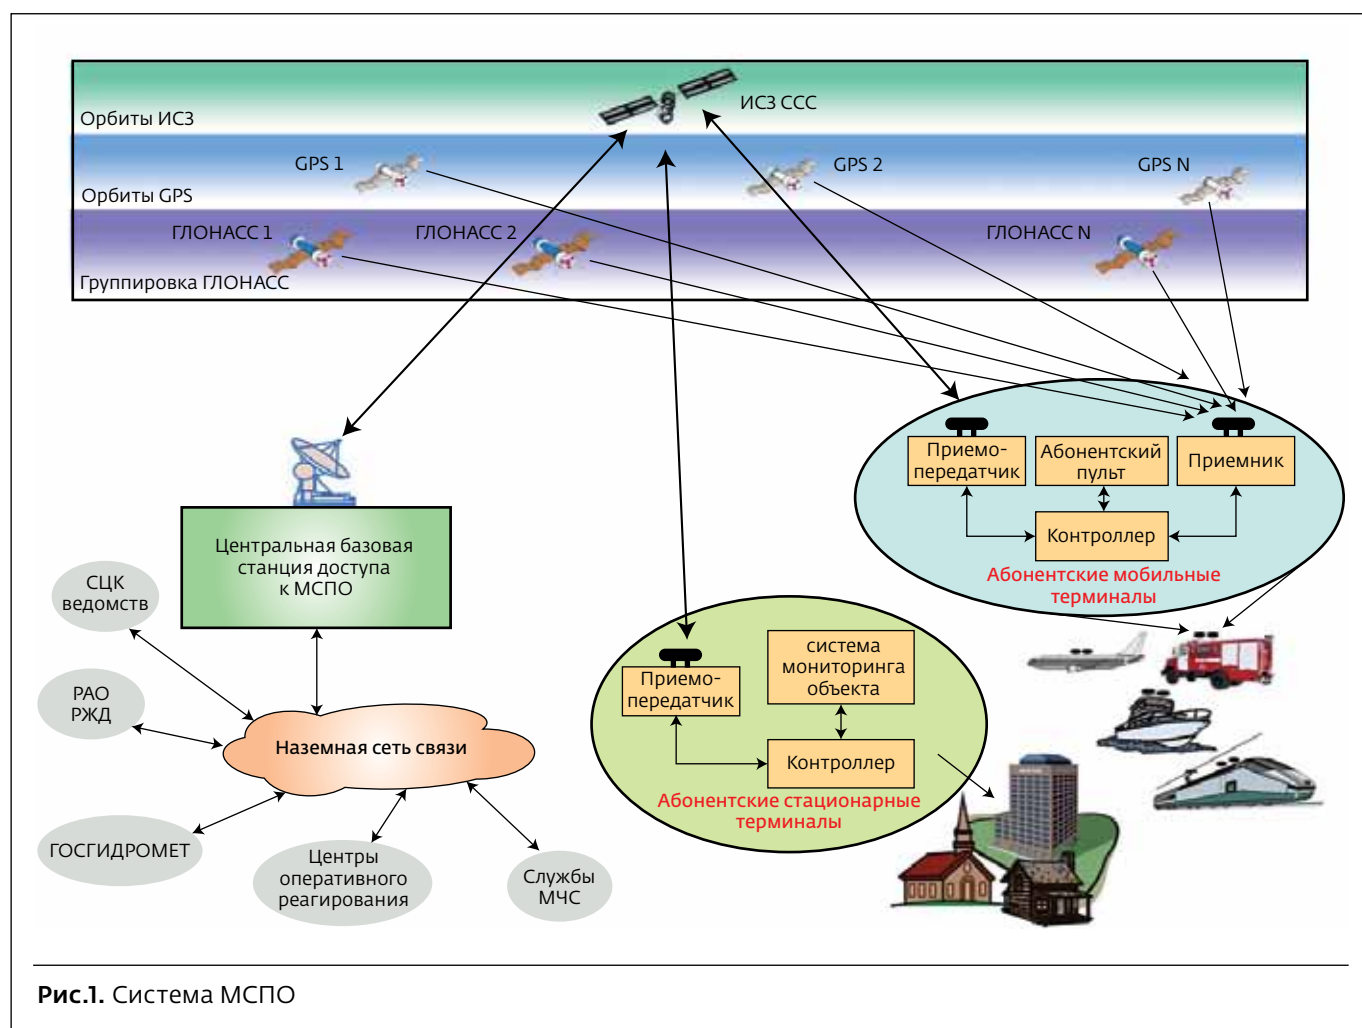 ИСЗ ССС
Орбиты ИСЗ
GPS 1
GPS 2
GPS N
Орбиты GPS
ГЛОНАСС 1
ГЛОНАСС 2
ГЛОНАСС N
Группировка ГЛОНАСС
Приемо-
передатчик
Абонентский
пульт
Приемник
Контроллер
Абонентские мобильные
терминалы
Центральная базовая
станция доступа
к МСПО
СЦК
ведомств
РАО
РЖД
Наземная сеть связи
ГОСГИДРОМЕТ
Центры
оперативного
реагирования
Службы
МЧС
Приемо-
передатчик
система
мониторинга
объекта
Контроллер
Абонентские стационарные
терминалы
Рис.1. Система МСПО